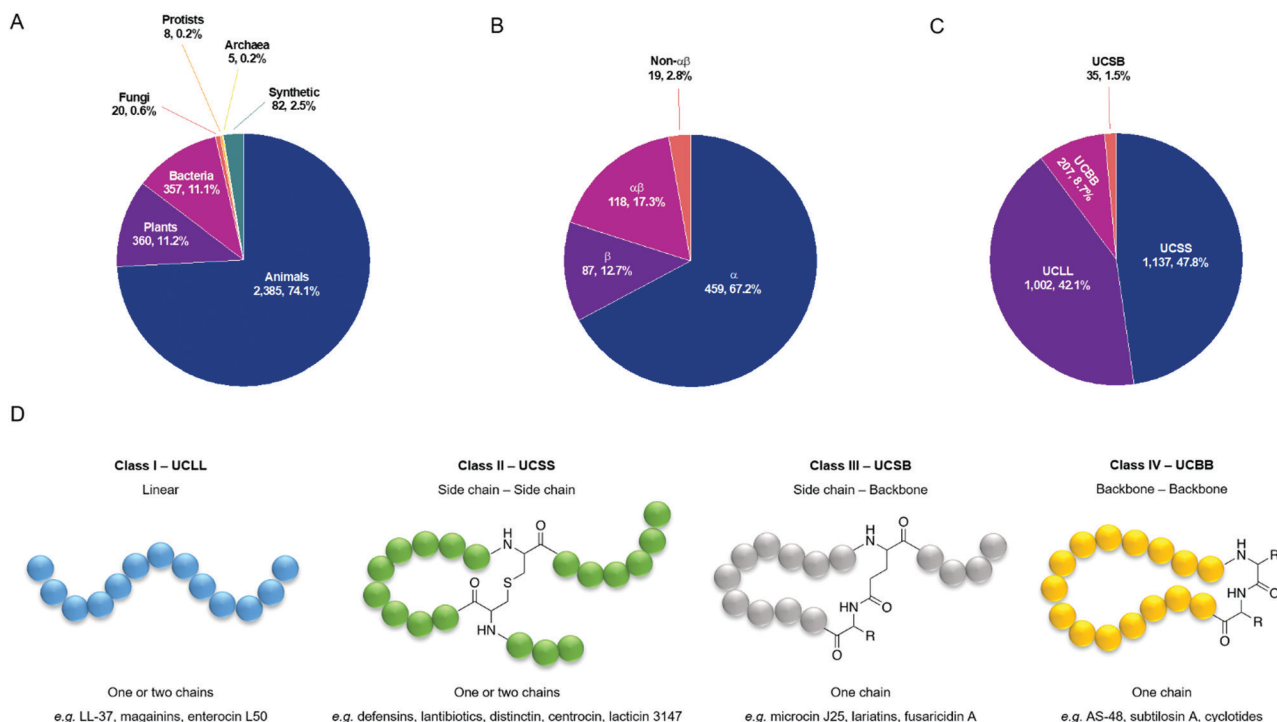 A
Protists
8, 0.2%
Archaea
5, 0.2%
Fungi
20, 0.6%
Synthetic
82, 2.5%
Bacteria
357, 11.1%
Plants
360, 11.2%
Animals
2,385, 74.1%
B
Non-αβ
19, 2.8%
αβ
118, 17.3%
β
87, 12.7%
α
459, 67.2%
C
UCSB
35, 1.5%
UCBB
207, 8.7%
UCSS
1,137, 47.8%
UCLL
1,002, 42.1%
D
Class I – UCLL
Linear
One or two chains
e.g. LL-37, magainins, enterocin L50
Class II – UCSS
Side chain – Side chain
H
N
O
O
S
N
H
One or two chains
e.g. defensins, lantibiotics, distinctin, centrocin, lacticin 3147
Class III – UCSB
Side chain – Backbone
H
N
O
H
N
O
R
O
One chain
e.g. microcin J25, lariatins, fusaricidin A
Class IV – UCBB
Backbone – Backbone
H
N
R
HN
O
R
O
One chain
e.g. AS-48, subtilosin A, cyclotides